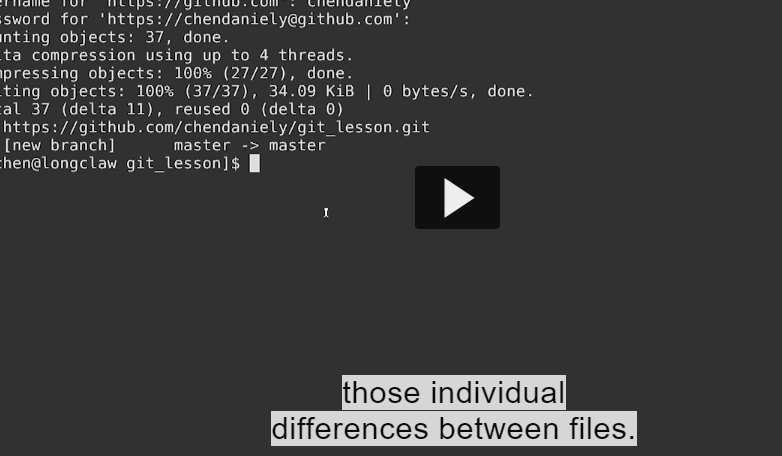 ername for 'https://github.com': chendaniely
ssword for 'https://chendaniely@github.com':
unting objects: 37, done.
lta compression using up to 4 threads.
mpressing objects: 100% (27/27), done.
iting objects: 100% (37/37), 34.09 KiB | 0 bytes/s, done.
tal 37 (delta 11), reused 0 (delta 0)
https://github.com/chendaniely/git_lesson.git
[new branch]      master -> master
chen@longclaw git_lesson]$
those individual
differences between files.